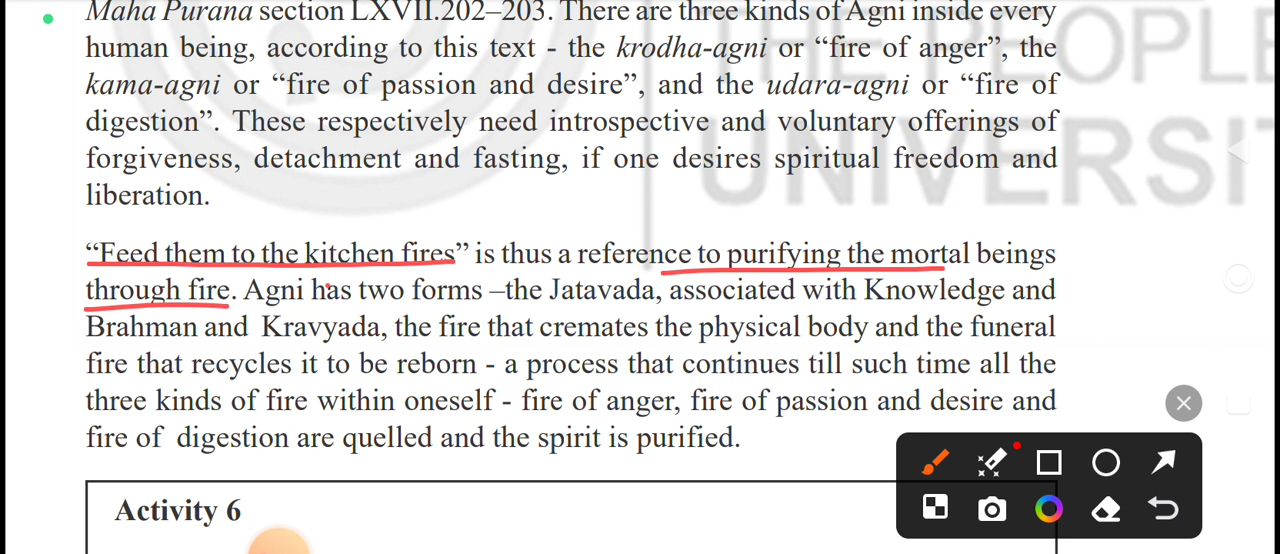 Maha Purana section LXVII.202–203. There are three kinds of Agni inside every
human being, according to this text - the krodha-agni or “fire of anger”, the
kama-agni or “fire of passion and desire”, and the udara-agni or “fire of
digestion”. These respectively need introspective and voluntary offerings of
forgiveness, detachment and fasting, if one desires spiritual freedom and
liberation.
“Feed them to the kitchen fires” is thus a reference to purifying the mortal beings
through fire. Agni has two forms –the Jatavada, associated with Knowledge and
Brahman and Kravyada, the fire that cremates the physical body and the funeral
fire that recycles it to be reborn - a process that continues till such time all the
three kinds of fire within oneself - fire of anger, fire of passion and desire and
fire of digestion are quelled and the spirit is purified.
Activity 6
THE PEOPLE
UNIVERSIT